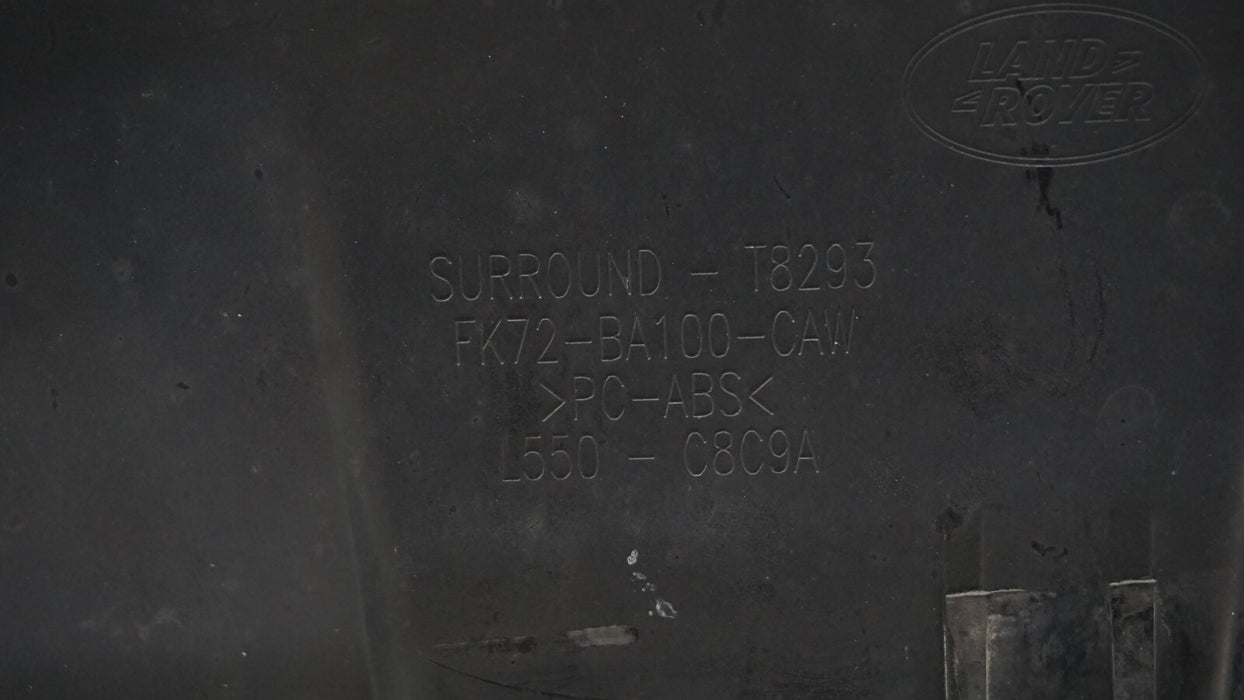 LAND
ROVER
SURROUND - T8293
FK72-BA100-CAW
>PC-ABS<
L550 - C8C9A